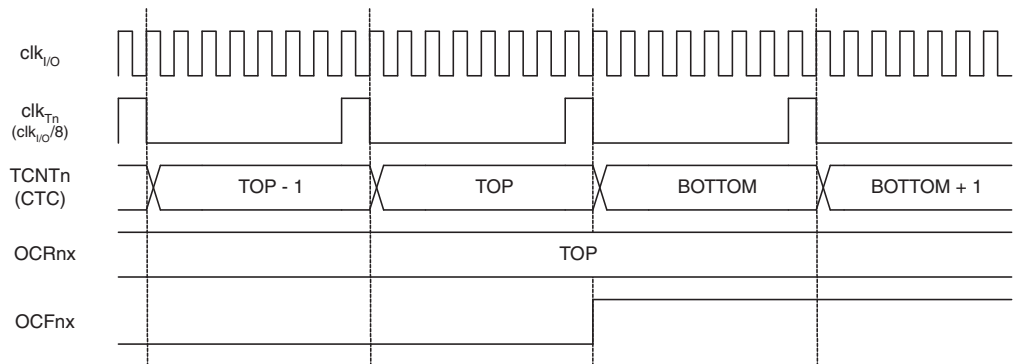 clkI/O
clkTn
(clkI/O/8)
TCNTn
(CTC)
TOP - 1
TOP
BOTTOM
BOTTOM + 1
OCRnx
TOP
OCFnx